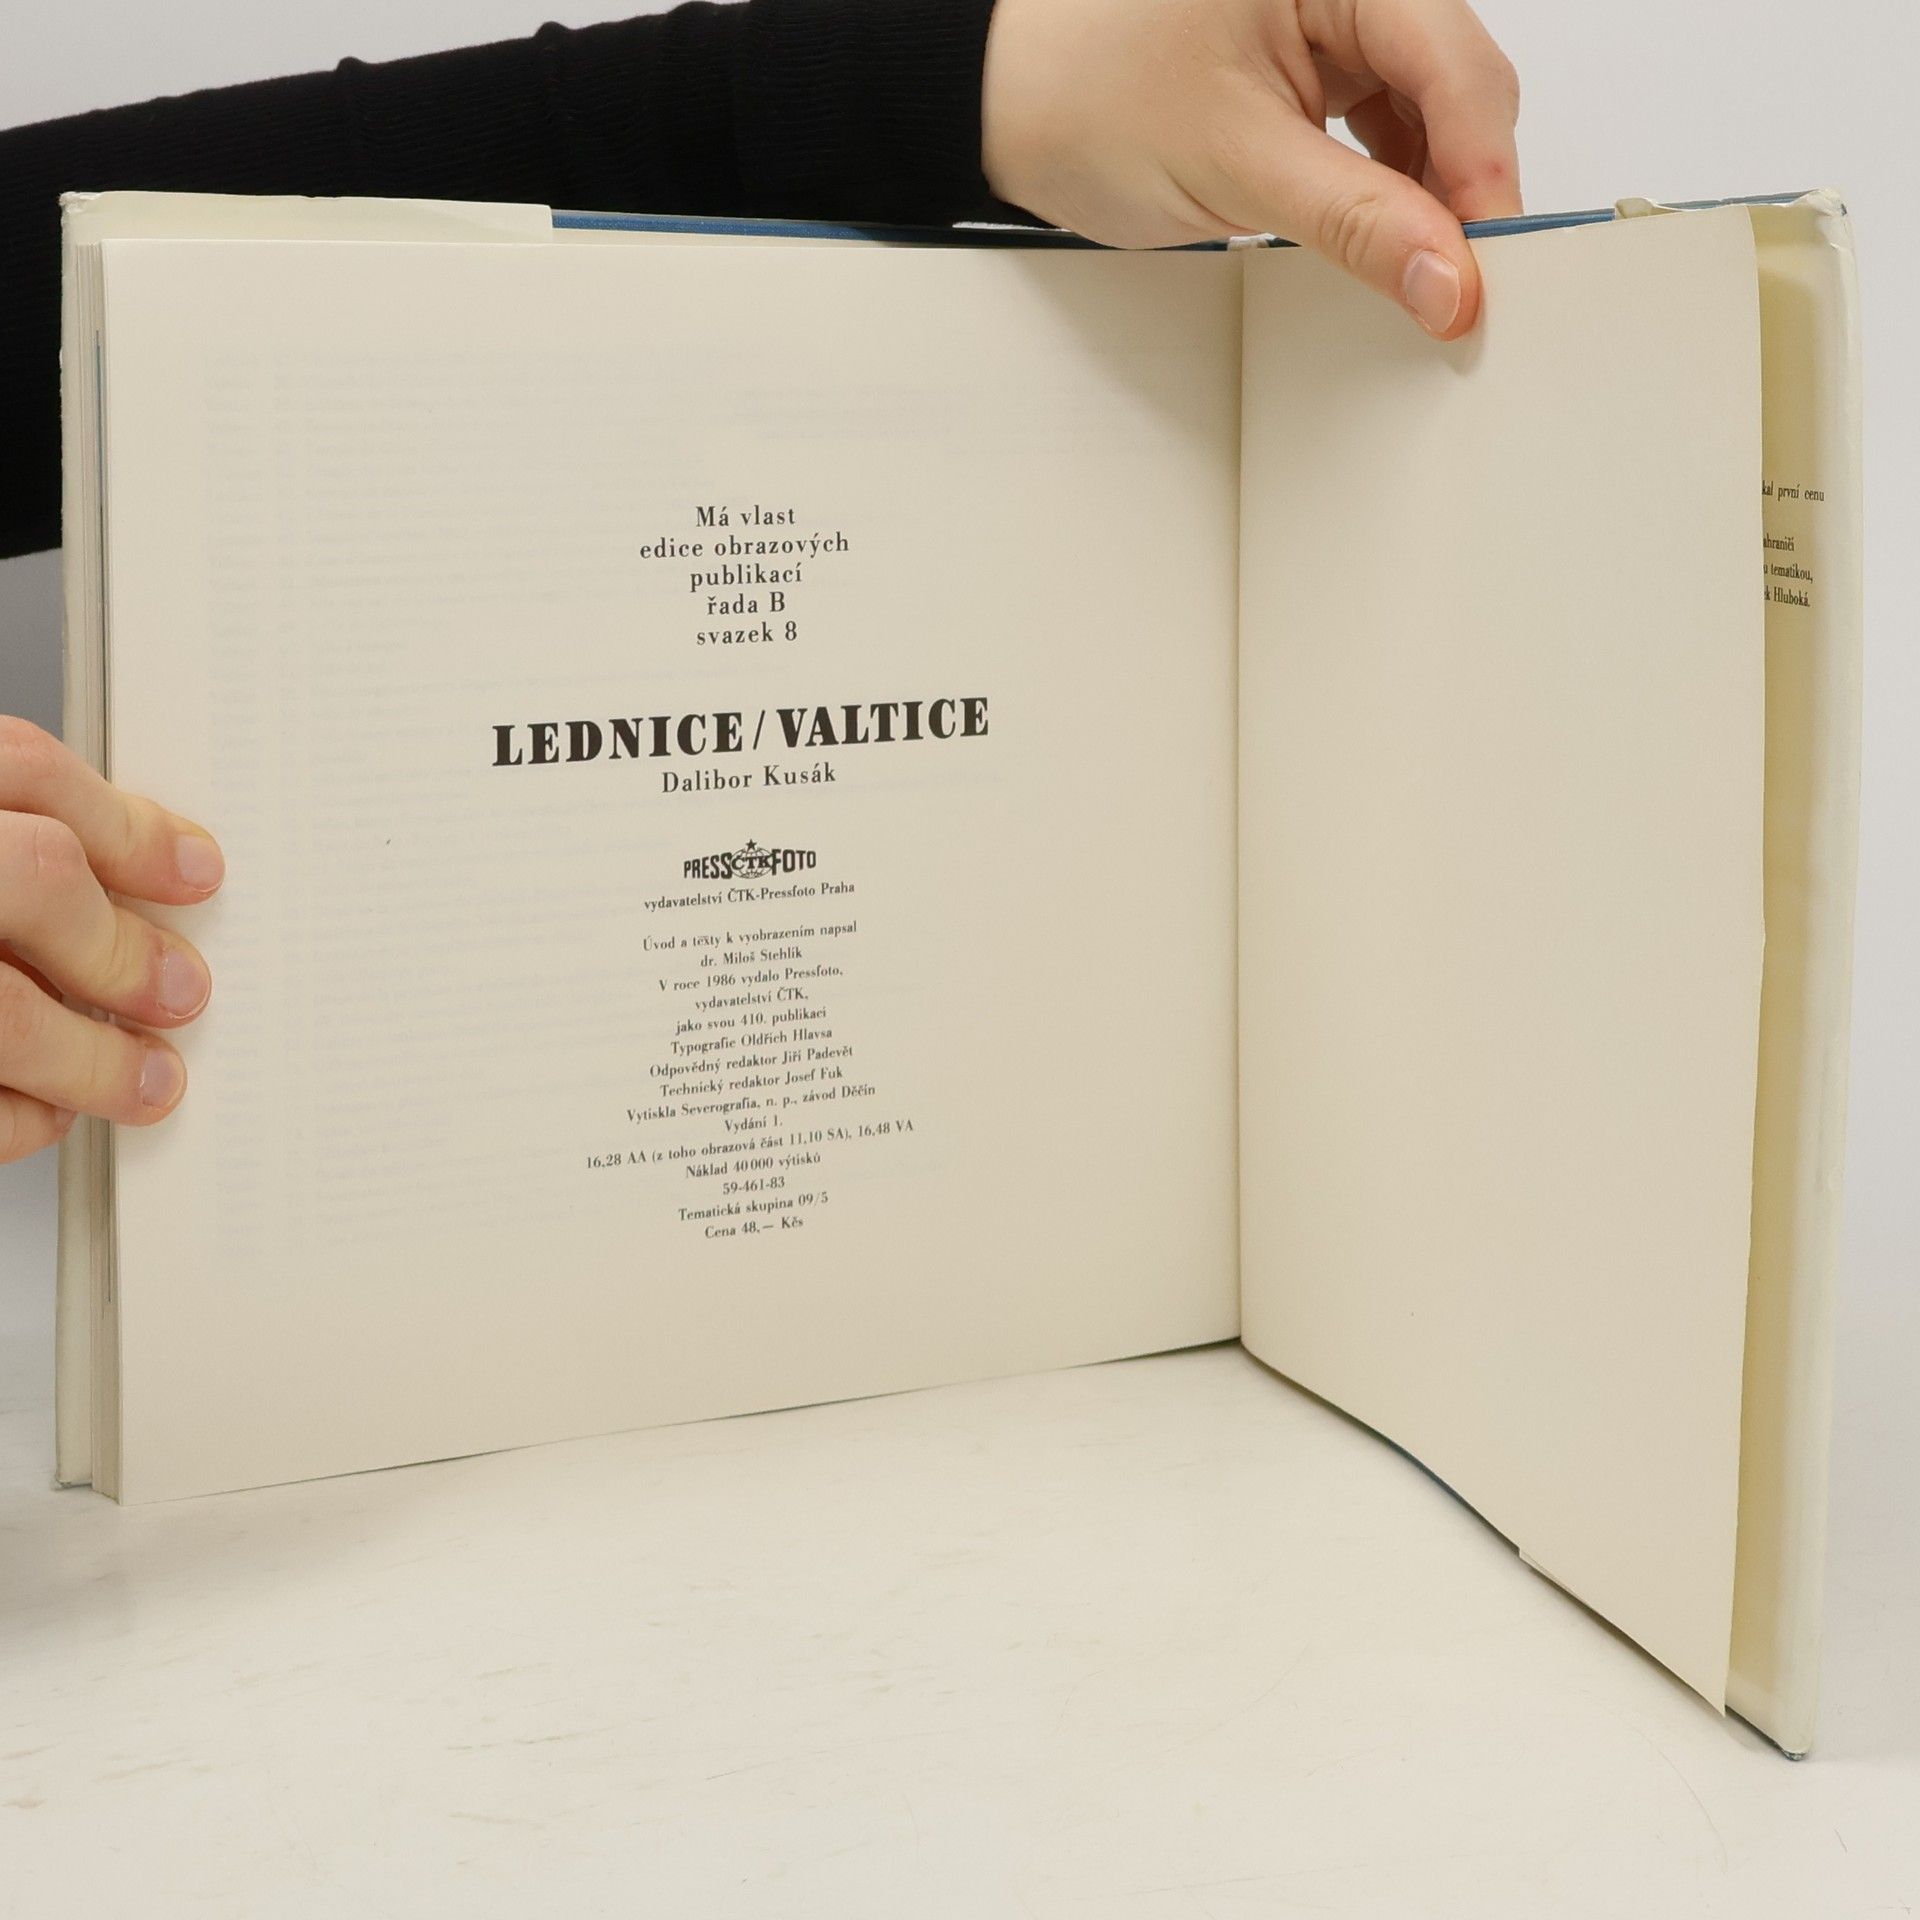 Má vlast
edice obrazových
publikací
řada B
svazek 8
LEDNICE/VALTICE
Dalibor Kusák
PRESS ČTK FOTO
vydavatelství ČTK-Pressfoto Praha
Úvod a texty k vyobrazením napsal
dr. Miloš Stehlík
V roce 1986 vydalo Pressfoto,
vydavatelství ČTK,
jako svou 410. publikaci
Typografie Oldřich Hlavsa
Odpovědný redaktor Jiří Padevět
Technický redaktor Josef Fuk
Vytiskla Severografia, n. p., závod Děčín
Vydání 1.
16,28 AA (z toho obrazová část 11,10 SA), 16,48 VA
Náklad 40 000 výtisků
59-461-83
Tematická skupina 09/5
Cena 48,— Kčs
první cenu
tematikou,
Hluboká.